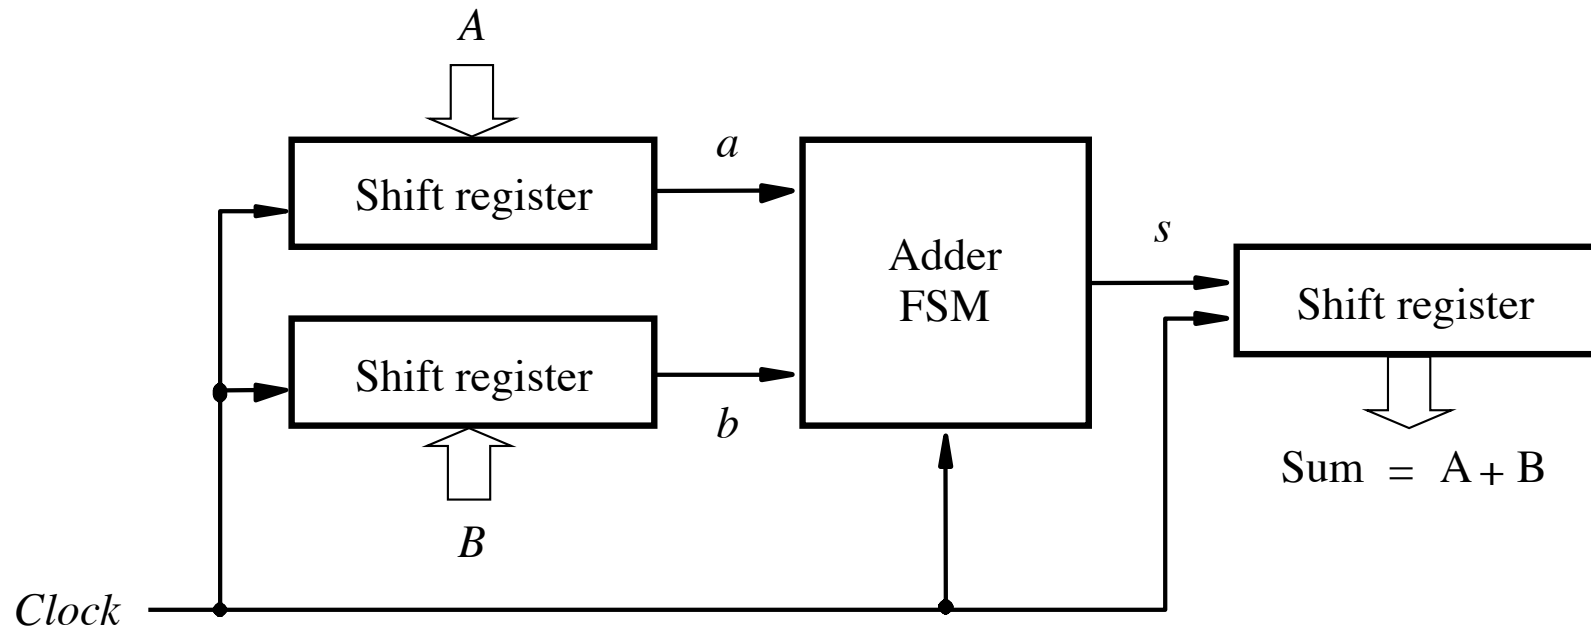 A
Shift register
a
Adder
FSM
s
Shift register
Shift register
b
Sum = A + B
B
Clock